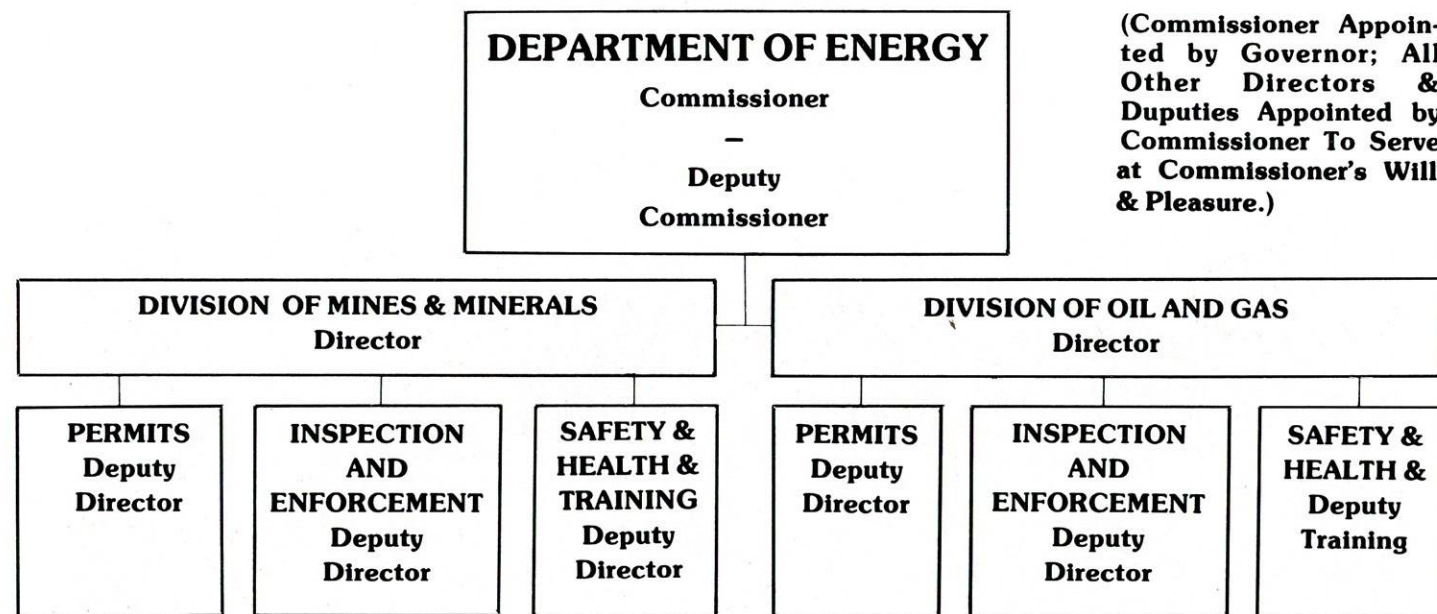 DEPARTMENT OF ENERGY
Commissioner
–
Deputy
Commissioner
(Commissioner Appoin-
ted by Governor; All
Other Directors &
Duputies Appointed by
Commissioner To Serve
at Commissioner's Will
& Pleasure.)
DIVISION OF MINES & MINERALS
Director
DIVISION OF OIL AND GAS
Director
PERMITS
Deputy
Director
INSPECTION
AND
ENFORCEMENT
Deputy
Director
SAFETY &
HEALTH &
TRAINING
Deputy
Director
PERMITS
Deputy
Director
INSPECTION
AND
ENFORCEMENT
Deputy
Director
SAFETY &
HEALTH &
Deputy
Training